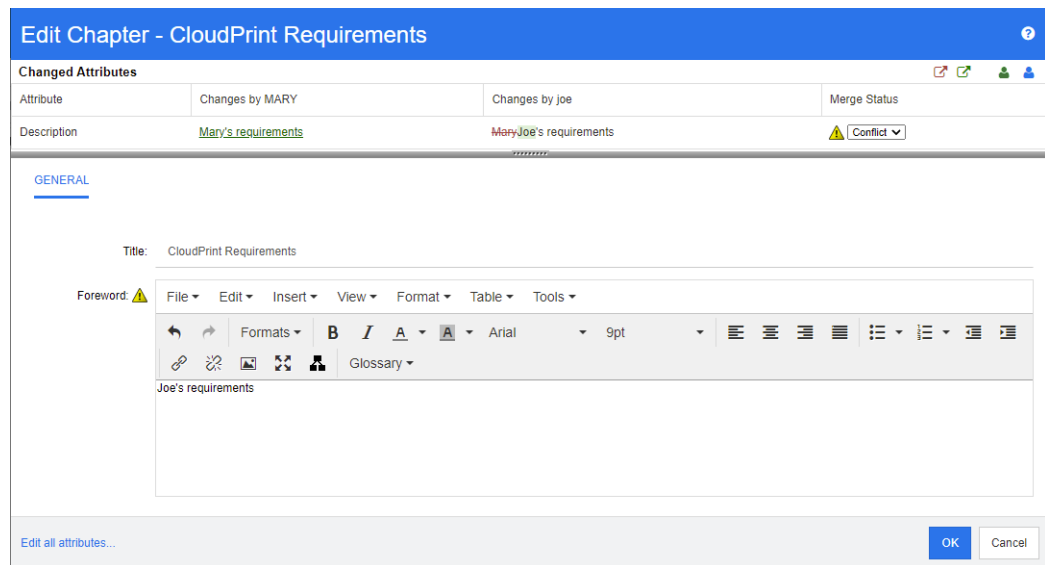 Edit Chapter - CloudPrint Requirements
Changed Attributes
Attribute Changes by MARY Changes by joe Merge Status
Description Mary's requirements MaryJoe's requirements Conflict
GENERAL
Title: CloudPrint Requirements
Foreword: File Edit Insert View Format Table Tools
Formats B I A A Arial 9pt
Glossary
Joe's requirements
Edit all attributes... OK Cancel